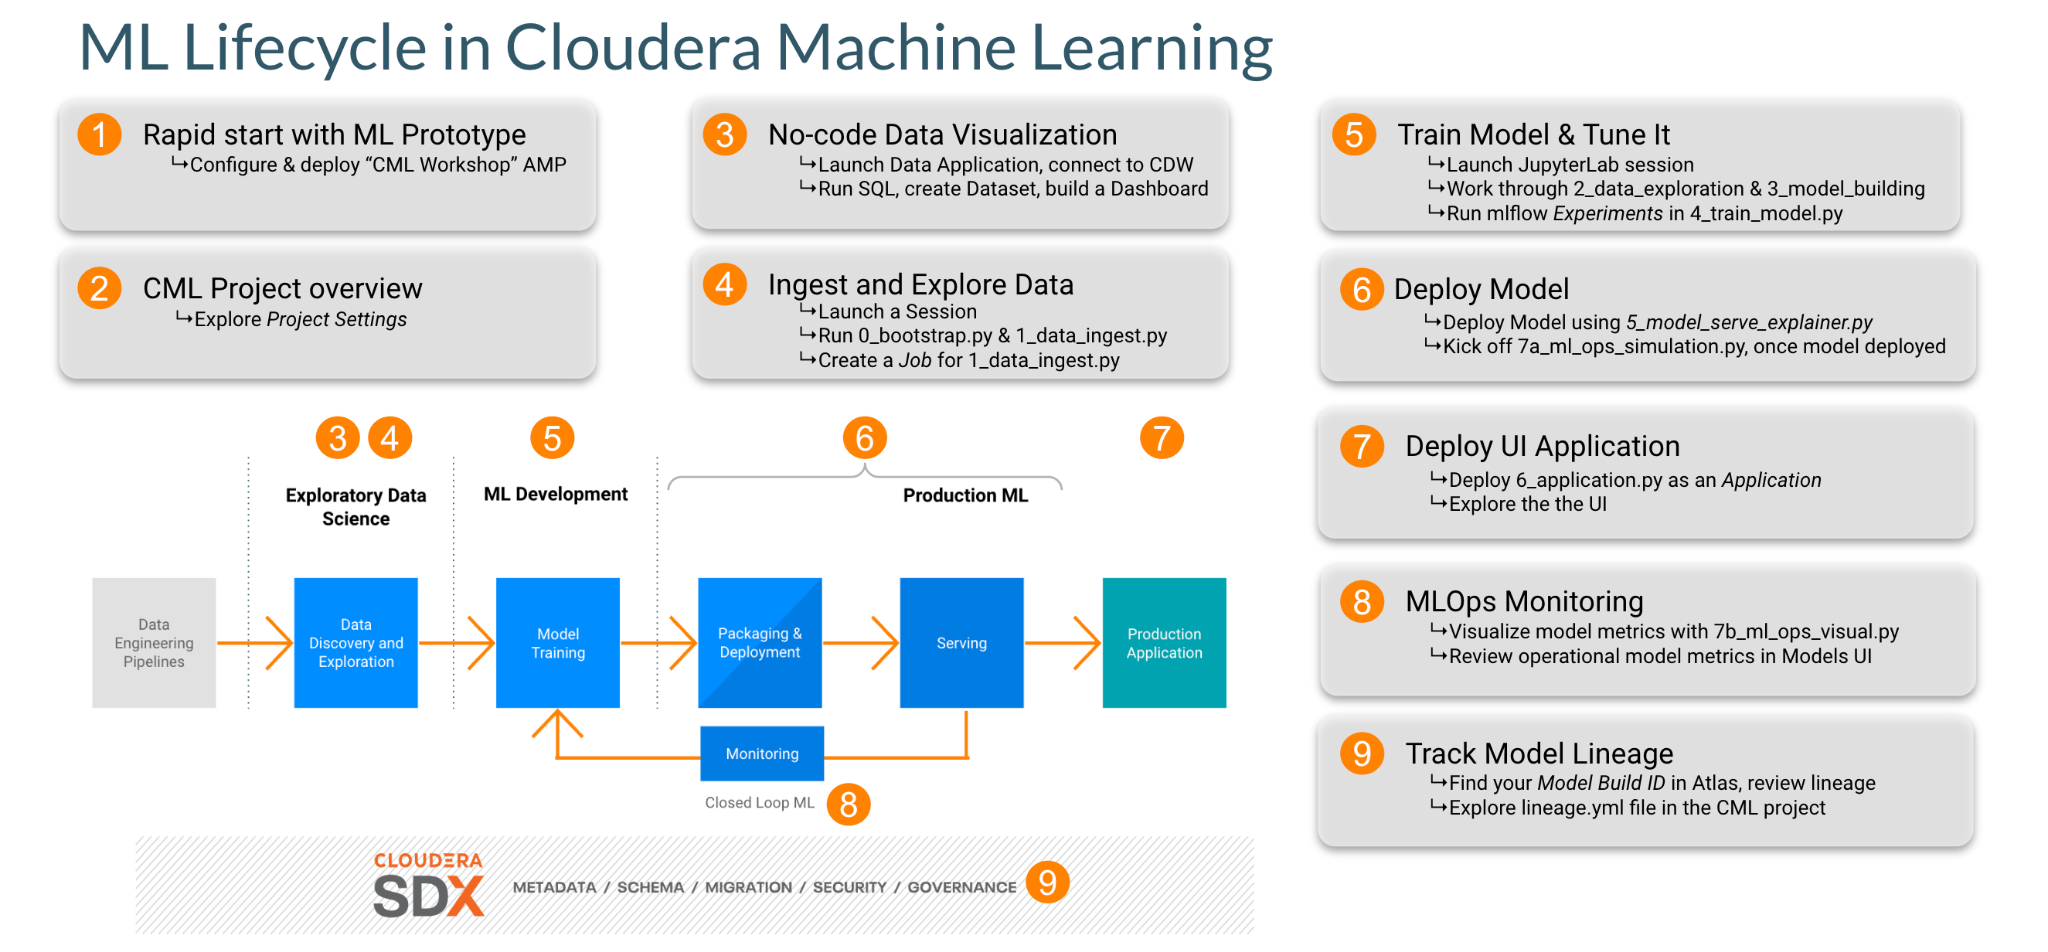 ML Lifecycle in Cloudera Machine Learning
1 Rapid start with ML Prototype
↳Configure & deploy “CML Workshop” AMP
2 CML Project overview
↳Explore Project Settings
3 No-code Data Visualization
↳Launch Data Application, connect to CDW
↳Run SQL, create Dataset, build a Dashboard
4 Ingest and Explore Data
↳Launch a Session
↳Run 0_bootstrap.py & 1_data_ingest.py
↳Create a Job for 1_data_ingest.py
5 Train Model & Tune It
↳Launch JupyterLab session
↳Work through 2_data_exploration & 3_model_building
↳Run mlflow Experiments in 4_train_model.py
6 Deploy Model
↳Deploy Model using 5_model_serve_explainer.py
↳Kick off 7a_ml_ops_simulation.py, once model deployed
7 Deploy UI Application
↳Deploy 6_application.py as an Application
↳Explore the the UI
8 MLOps Monitoring
↳Visualize model metrics with 7b_ml_ops_visual.py
↳Review operational model metrics in Models UI
9 Track Model Lineage
↳Find your Model Build ID in Atlas, review lineage
↳Explore lineage.yml file in the CML project
3 4
5
6
7
Exploratory Data
Science
ML Development
Production ML
Data
Engineering
Pipelines
Data
Discovery and
Exploration
Model
Training
Packaging &
Deployment
Serving
Production
Application
Monitoring
Closed Loop ML
8
CLOUDERA
SDX
METADATA / SCHEMA / MIGRATION / SECURITY / GOVERNANCE
9